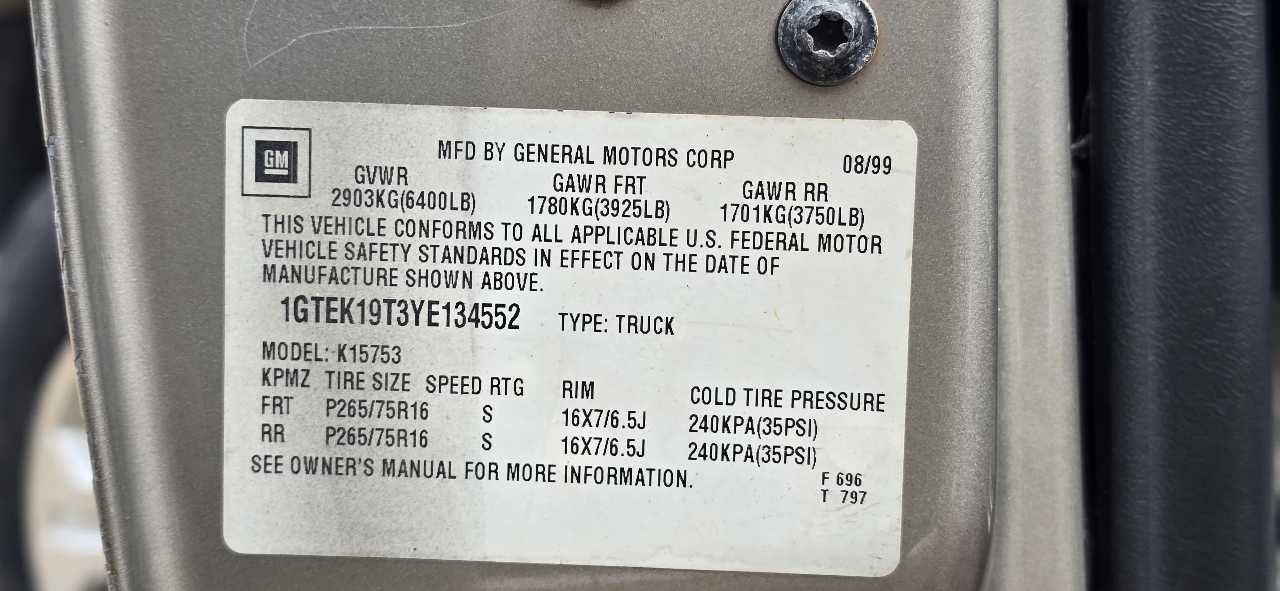 GM
MFD BY GENERAL MOTORS CORP 08/99
GVWR GAWR FRT GAWR RR
2903KG(6400LB) 1780KG(3925LB) 1701KG(3750LB)
THIS VEHICLE CONFORMS TO ALL APPLICABLE U.S. FEDERAL MOTOR
VEHICLE SAFETY STANDARDS IN EFFECT ON THE DATE OF
MANUFACTURE SHOWN ABOVE.
1GTEK19T3YE134552 TYPE: TRUCK
MODEL: K15753
KPMZ TIRE SIZE SPEED RTG RIM COLD TIRE PRESSURE
FRT P265/75R16 S 16X7/6.5J 240KPA(35PSI)
RR P265/75R16 S 16X7/6.5J 240KPA(35PSI)
SEE OWNER'S MANUAL FOR MORE INFORMATION.
F 696
T 797